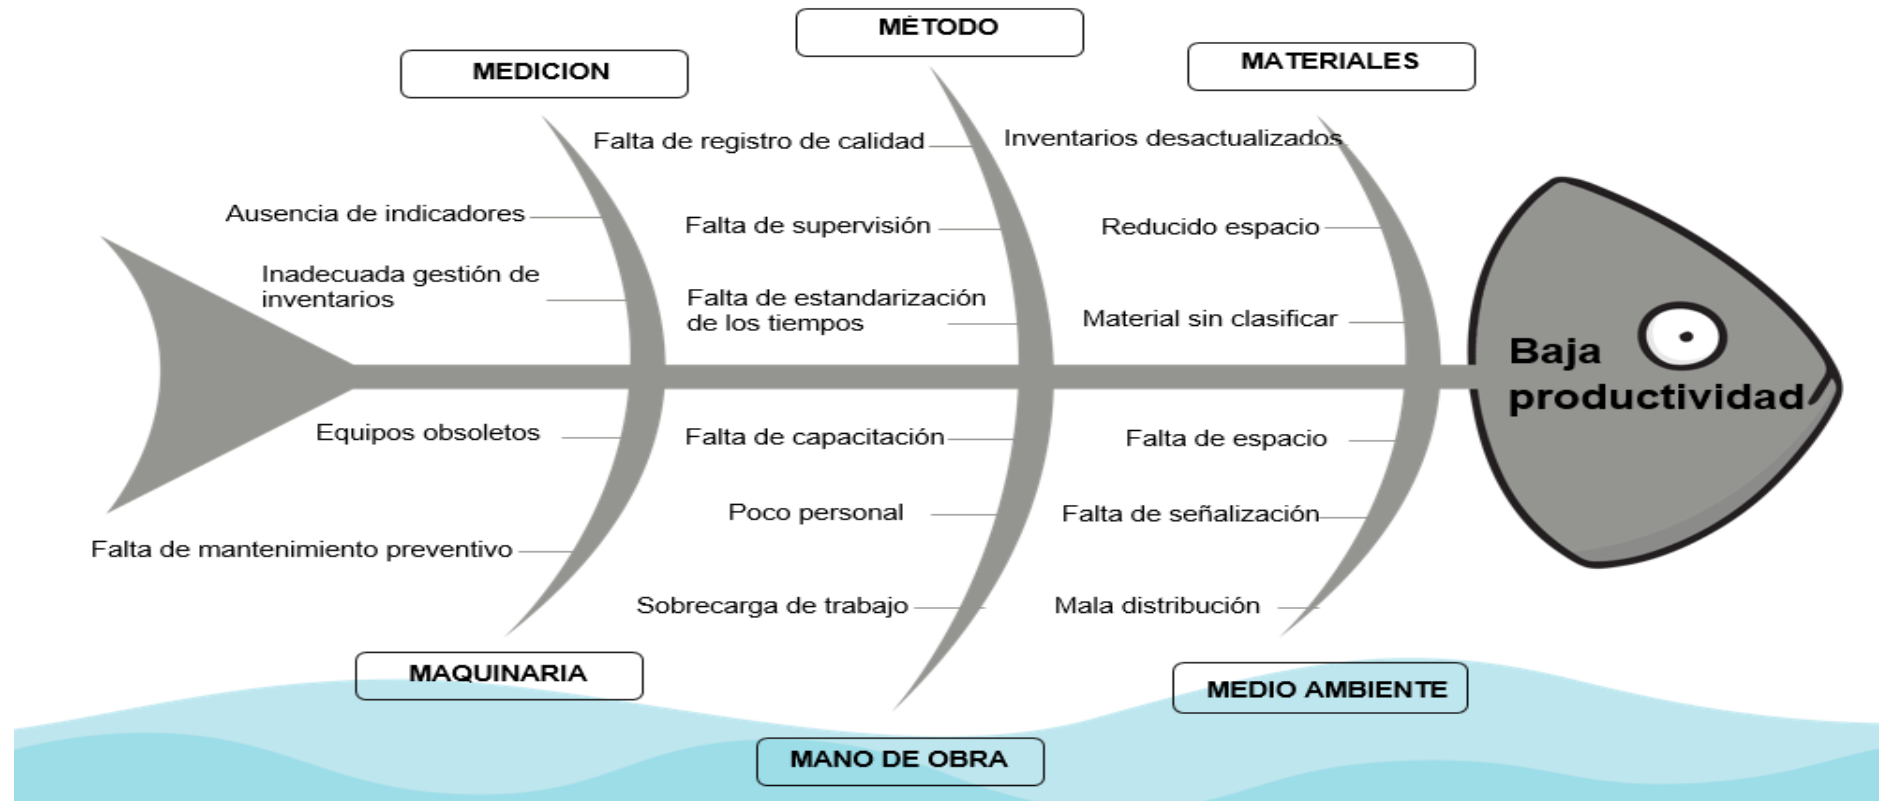 MÉTODO
MATERIALES
MEDICION
Falta de registro de calidad
Inventarios desactualizados
Ausencia de indicadores
Falta de supervisión
Reducido espacio
Inadecuada gestión de
inventarios
Falta de estandarización
de los tiempos
Material sin clasificar
Baja
productividad
Equipos obsoletos
Falta de capacitación
Falta de espacio
Poco personal
Falta de señalización
Falta de mantenimiento preventivo
Sobrecarga de trabajo
Mala distribución
MAQUINARIA
MEDIO AMBIENTE
MANO DE OBRA